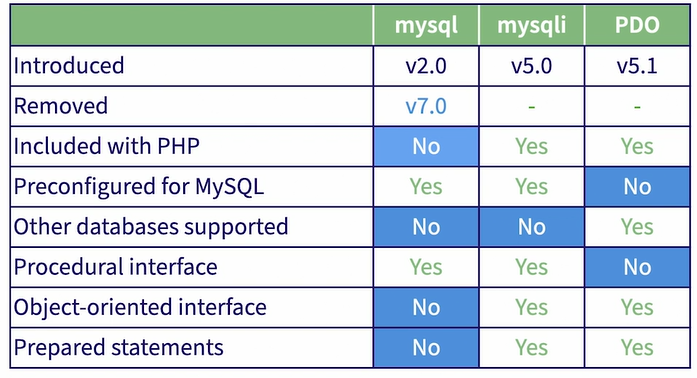 mysql mysqli PDO
Introduced v2.0 v5.0 v5.1
Removed v7.0 - -
Included with PHP No Yes Yes
Preconfigured for MySQL Yes Yes No
Other databases supported No No Yes
Procedural interface Yes Yes No
Object-oriented interface No Yes Yes
Prepared statements No Yes Yes